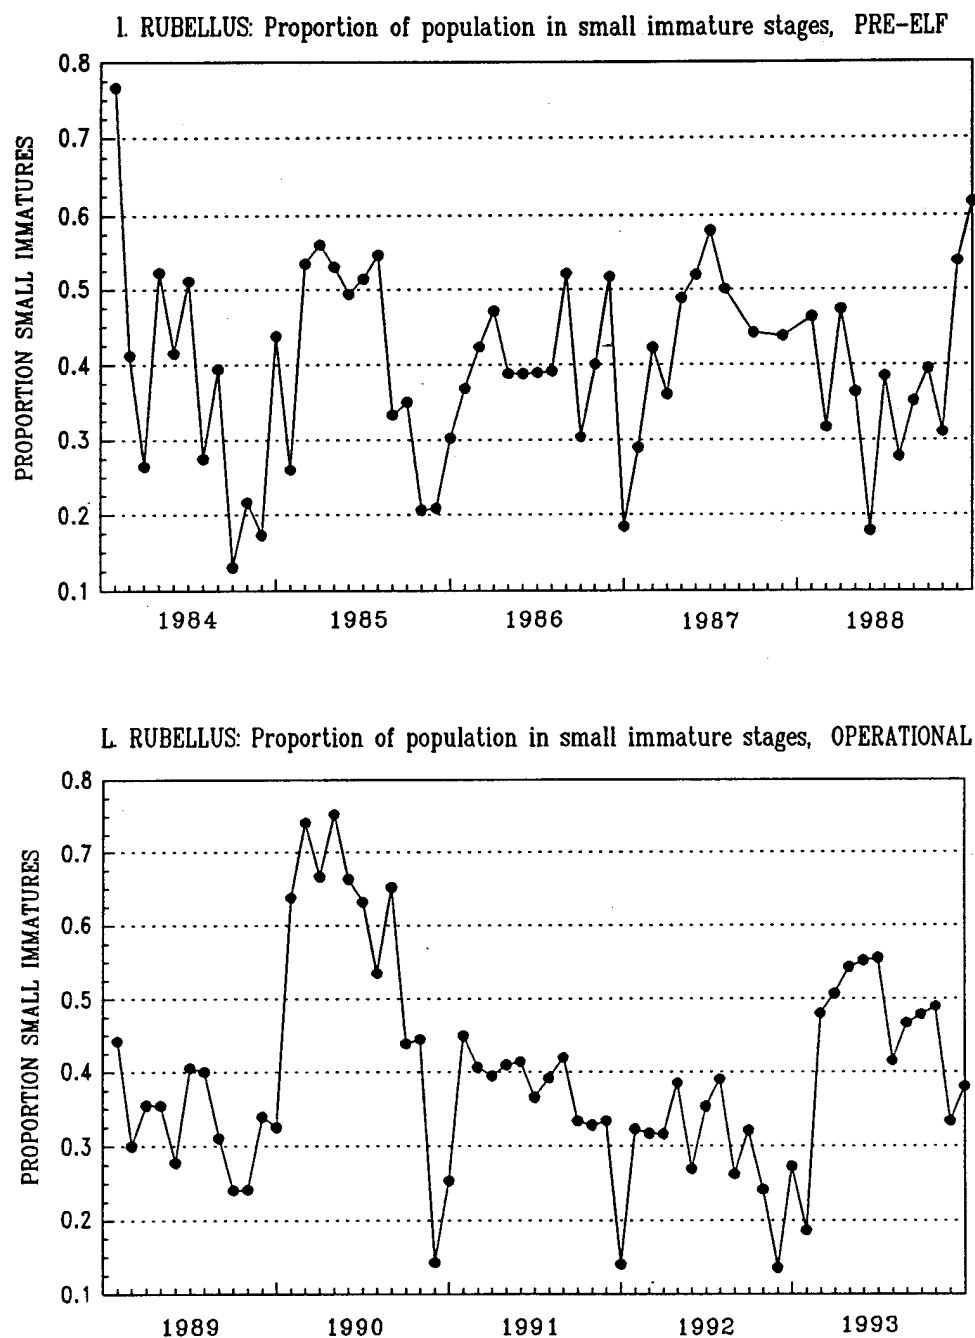 l. RUBELLUS: Proportion of population in small immature stages, PRE-ELF
PROPORTION SMALL IMMATURES
0.8
0.7
0.6
0.5
0.4
0.3
0.2
0.1
1984 1985 1986 1987 1988
L. RUBELLUS: Proportion of population in small immature stages, OPERATIONAL
PROPORTION SMALL IMMATURES
0.8
0.7
0.6
0.5
0.4
0.3
0.2
0.1
1989 1990 1991 1992 1993